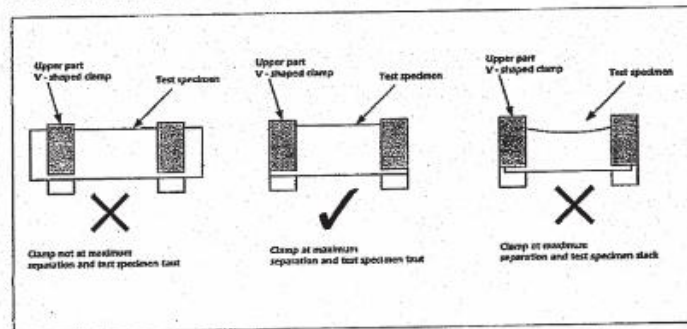 Upper part
V - shaped clamp
Test specimen
Clamp not at maximum
separation and test specimen taut
Upper part
V - shaped clamp
Test specimen
Clamp at maximum
separation and test specimen taut
Upper part
V - shaped clamp
Test specimen
Clamp at maximum
separation and test specimen slack